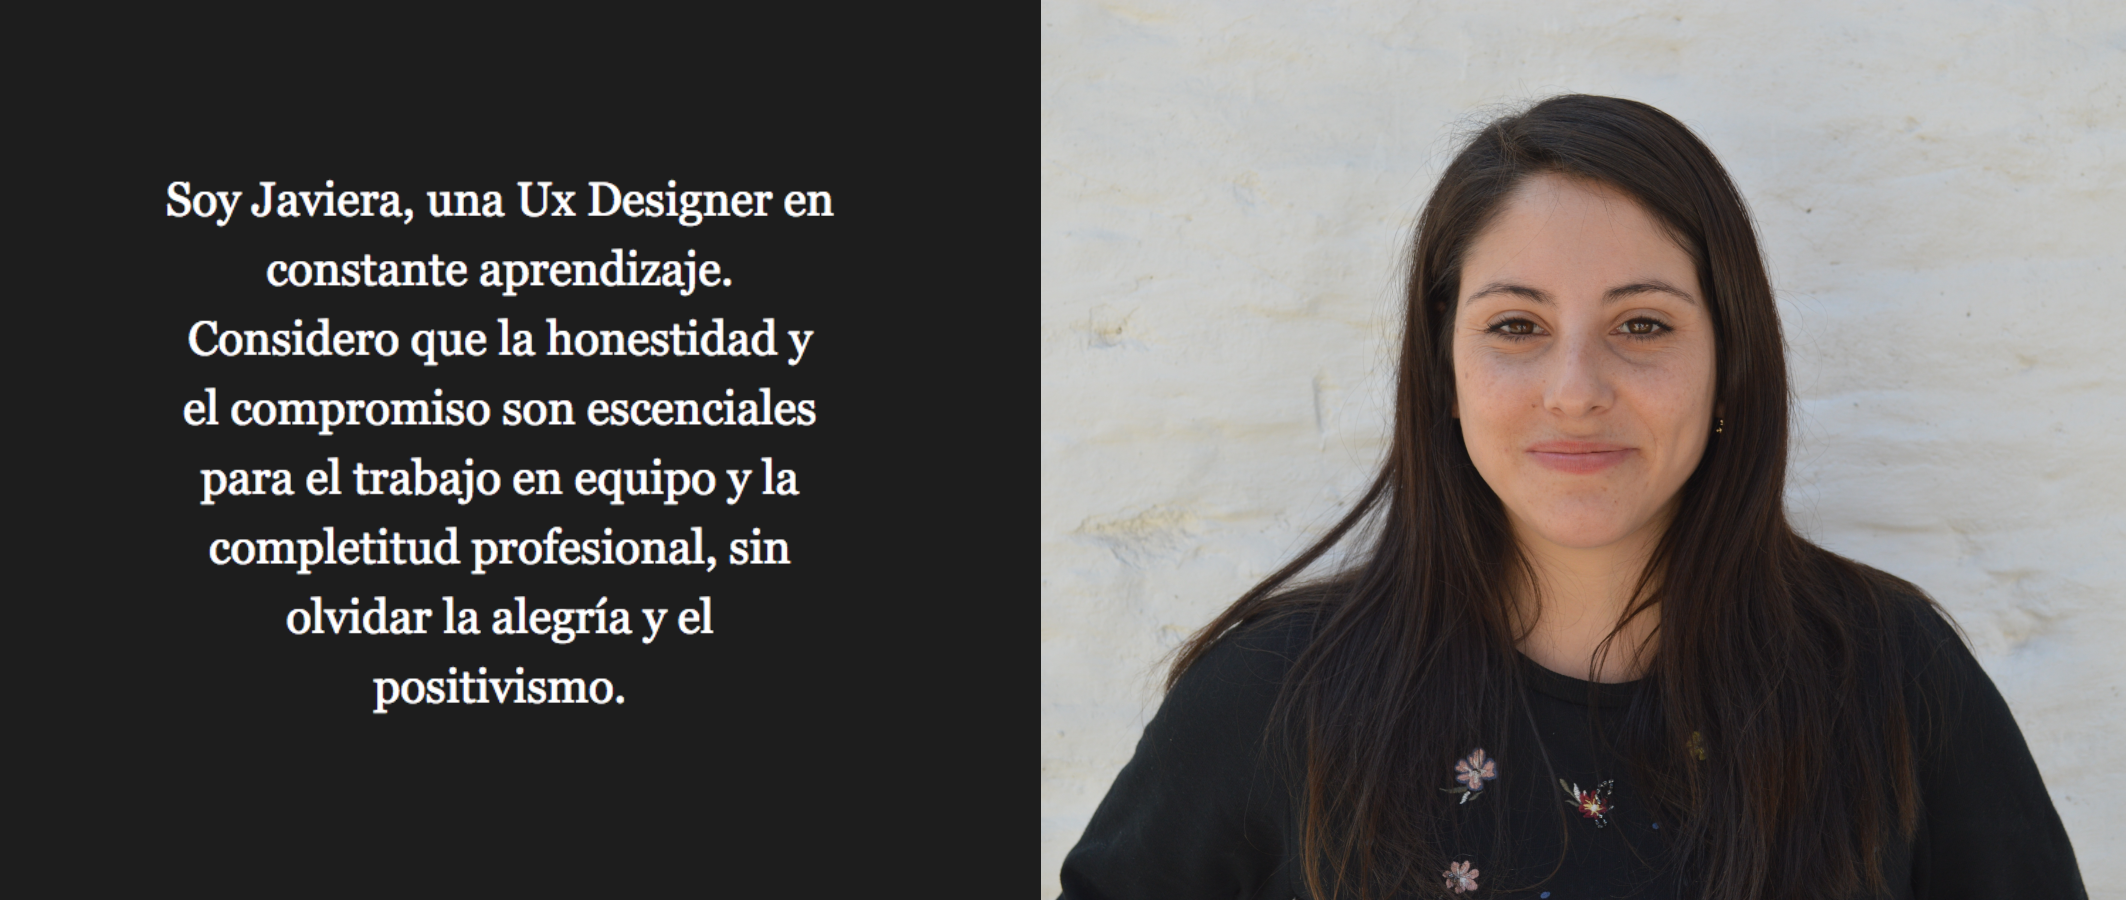 Soy Javiera, una Ux Designer en
constante aprendizaje.
Considero que la honestidad y
el compromiso son escenciales
para el trabajo en equipo y la
completitud profesional, sin
olvidar la alegría y el
positivismo.